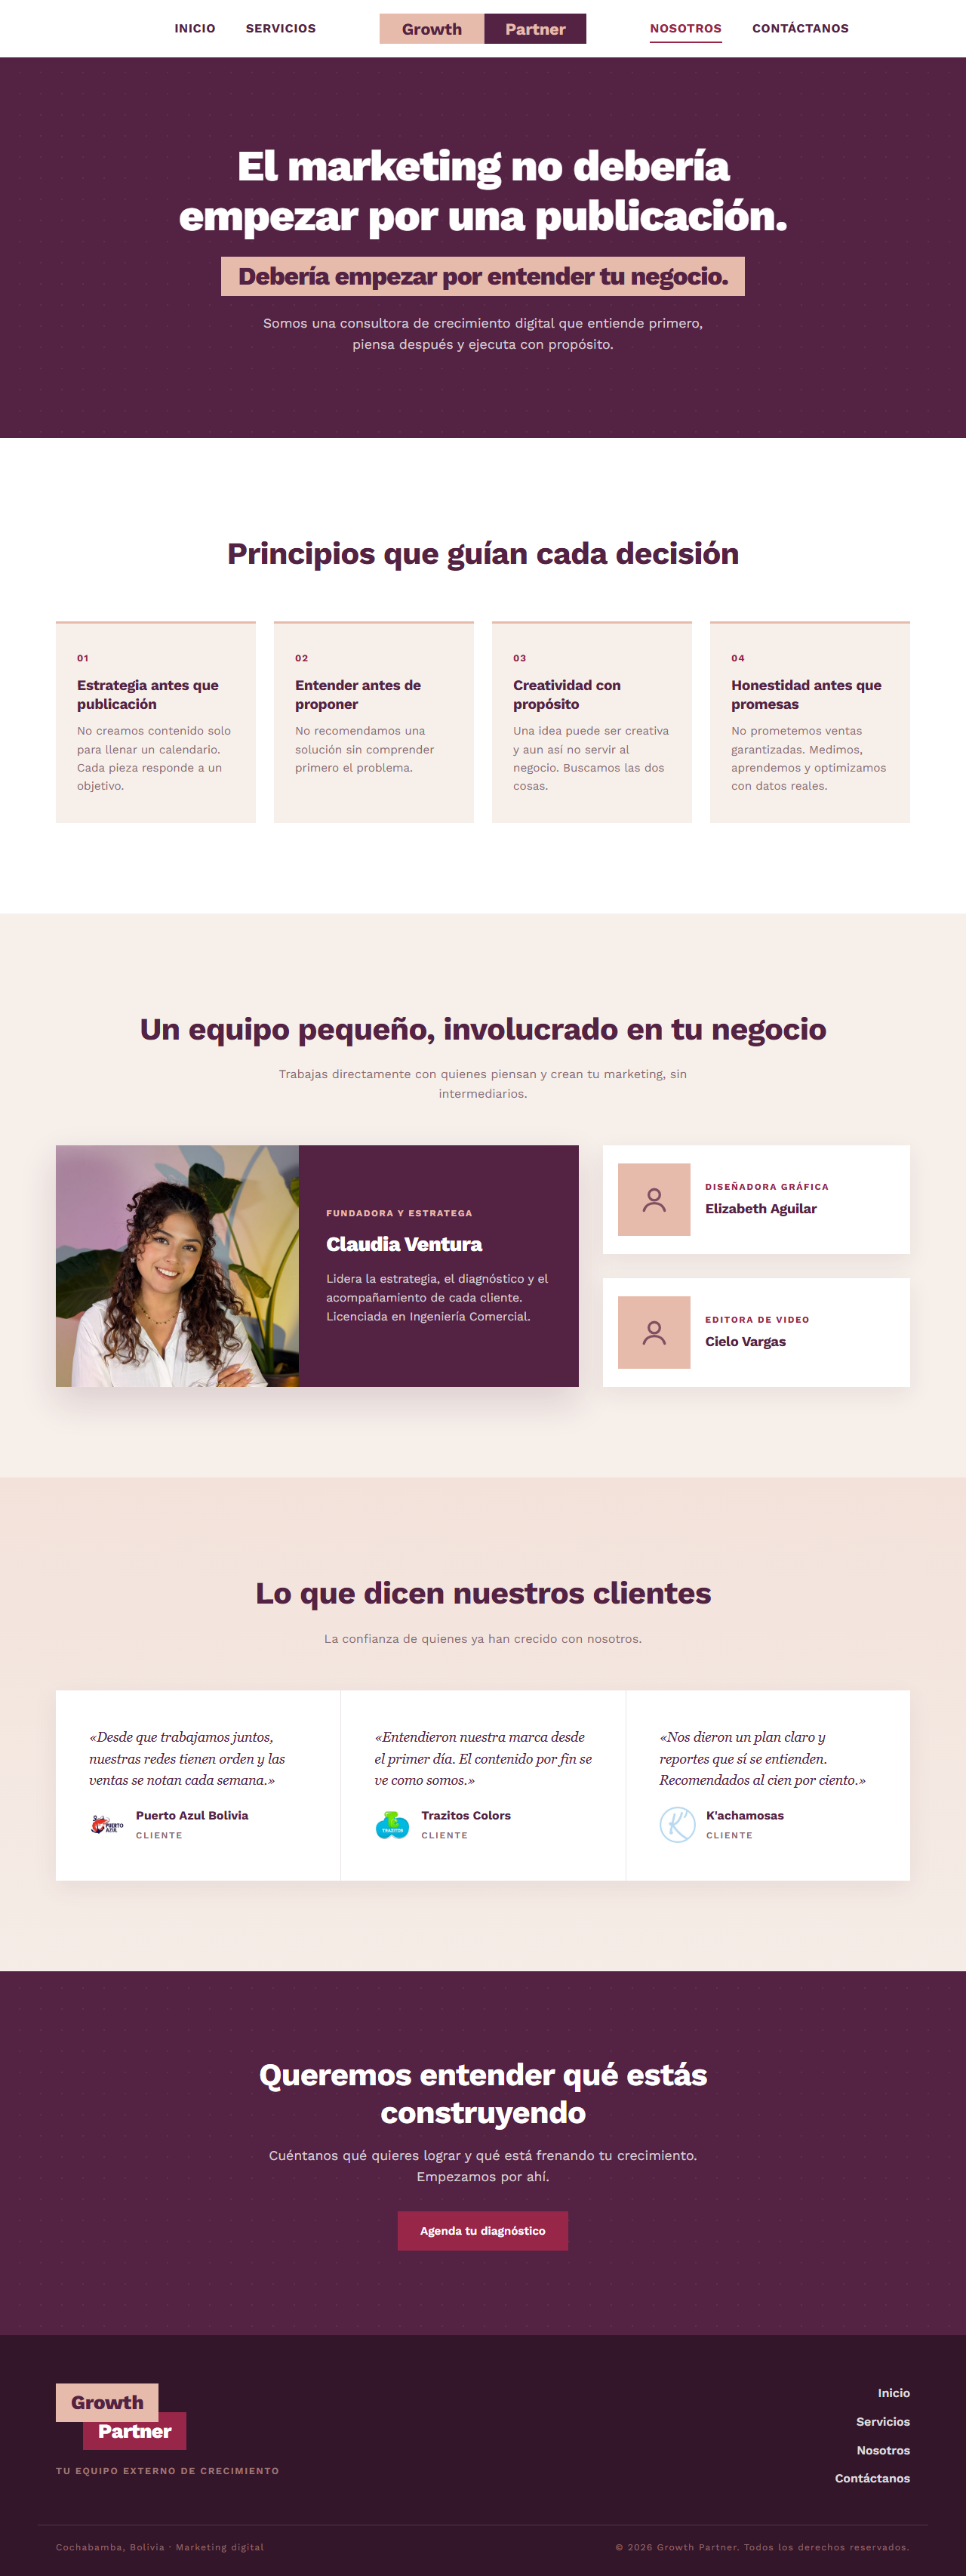 INICIO SERVICIOS Growth Partner NOSOTROS CONTÁCTANOS
El marketing no debería
empezar por una publicación.
Debería empezar por entender tu negocio.
Somos una consultora de crecimiento digital que entiende primero,
piensa después y ejecuta con propósito.
Principios que guían cada decisión
01
Estrategia antes que
publicación
No creamos contenido solo
para llenar un calendario.
Cada pieza responde a un
objetivo.
02
Entender antes de
proponer
No recomendamos una
solución sin comprender
primero el problema.
03
Creatividad con
propósito
Una idea puede ser creativa
y aun así no servir al
negocio. Buscamos las dos
cosas.
04
Honestidad antes que
promesas
No prometemos ventas
garantizadas. Medimos,
aprendemos y optimizamos
con datos reales.
Un equipo pequeño, involucrado en tu negocio
Trabajas directamente con quienes piensan y crean tu marketing, sin
intermediarios.
FUNDADORA Y ESTRATEGA
Claudia Ventura
Lidera la estrategia, el diagnóstico y el
acompañamiento de cada cliente.
Licenciada en Ingeniería Comercial.
DISEÑADORA GRÁFICA
Elizabeth Aguilar
EDITORA DE VIDEO
Cielo Vargas
Lo que dicen nuestros clientes
La confianza de quienes ya han crecido con nosotros.
«Desde que trabajamos juntos,
nuestras redes tienen orden y las
ventas se notan cada semana.»
PUERTO
AZUL
Puerto Azul Bolivia
CLIENTE
«Entendieron nuestra marca desde
el primer día. El contenido por fin se
ve como somos.»
TRAZITOS
Trazitos Colors
CLIENTE
«Nos dieron un plan claro y
reportes que sí se entienden.
Recomendados al cien por ciento.»
K
K'achamosas
CLIENTE
Queremos entender qué estás
construyendo
Cuéntanos qué quieres lograr y qué está frenando tu crecimiento.
Empezamos por ahí.
Agenda tu diagnóstico
Growth
Partner
TU EQUIPO EXTERNO DE CRECIMIENTO
Inicio
Servicios
Nosotros
Contáctanos
Cochabamba, Bolivia · Marketing digital
© 2026 Growth Partner. Todos los derechos reservados.